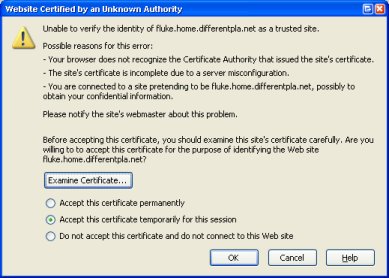 Website Certified by an Unknown Authority
Unable to verify the identity of fluke.home.differentpla.net as a trusted site.
Possible reasons for this error:
- Your browser does not recognize the Certificate Authority that issued the site's certificate.
- The site's certificate is incomplete due to a server misconfiguration.
- You are connected to a site pretending to be fluke.home.differentpla.net, possibly to
obtain your confidential information.
Please notify the site's webmaster about this problem.
Before accepting this certificate, you should examine this site's certificate carefully. Are you
willing to to accept this certificate for the purpose of identifying the Web site
fluke.home.differentpla.net?
Examine Certificate...
Accept this certificate permanently
Accept this certificate temporarily for this session
Do not accept this certificate and do not connect to this Web site
OK
Cancel
Help